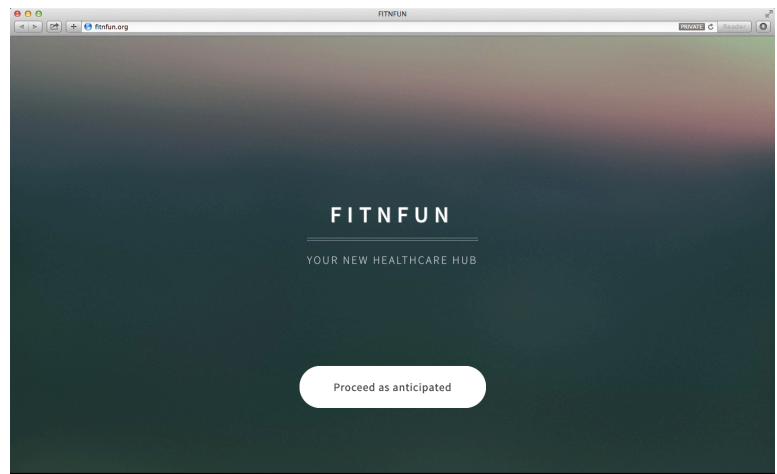 FITNFUN
fitnfun.org
PRIVATE
Reader
FITNFUN
YOUR NEW HEALTHCARE HUB
Proceed as anticipated